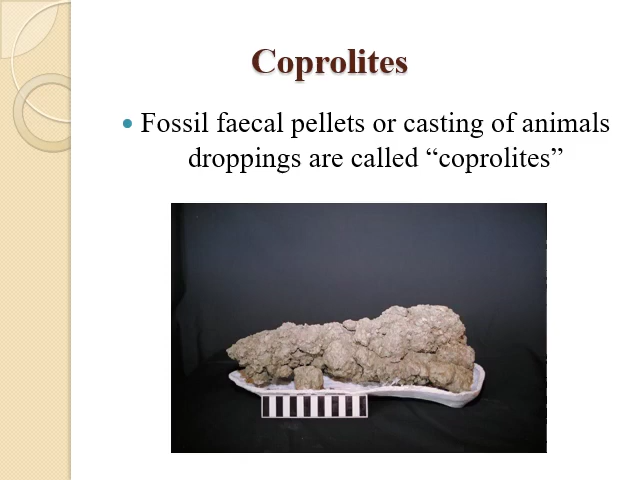 Coprolites
• Fossil faecal pellets or casting of animals
droppings are called “coprolites”